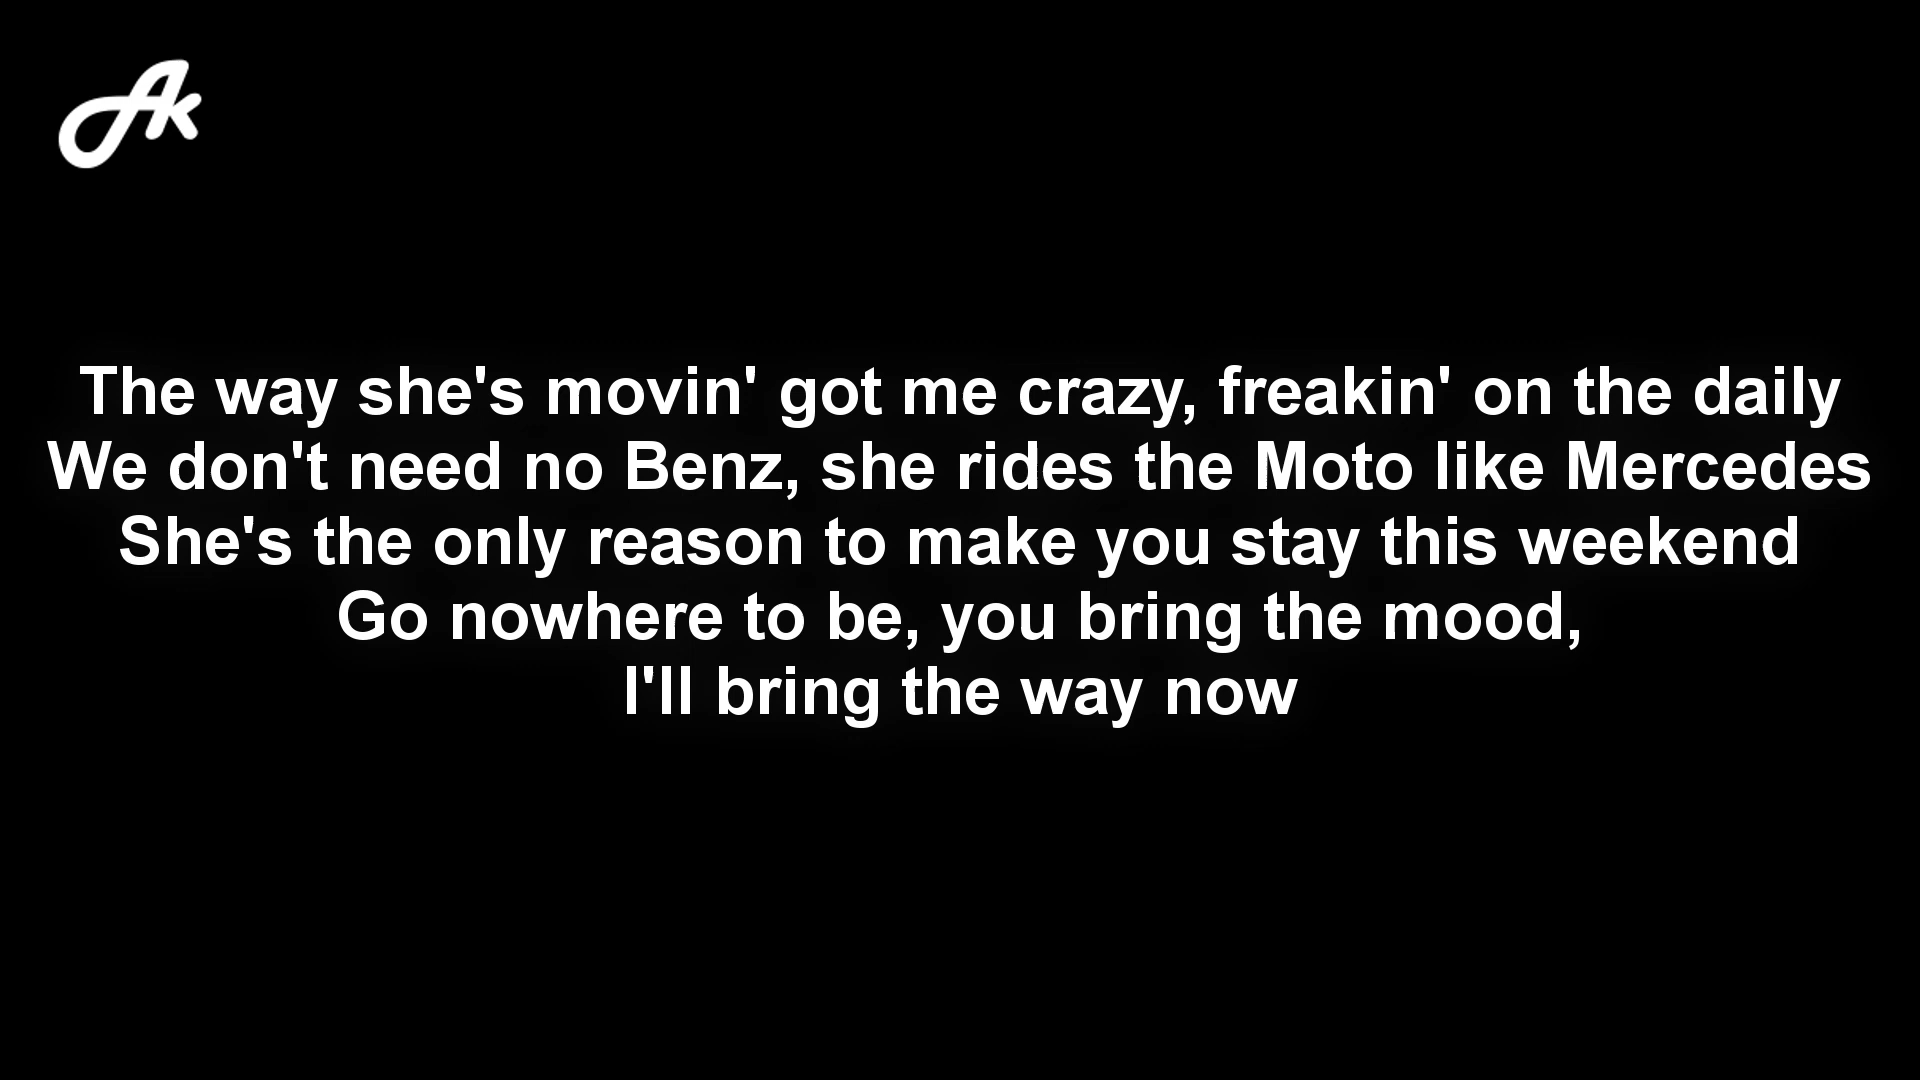 Ak
The way she's movin' got me crazy, freakin' on the daily
We don't need no Benz, she rides the Moto like Mercedes
She's the only reason to make you stay this weekend
Go nowhere to be, you bring the mood,
I'll bring the way now